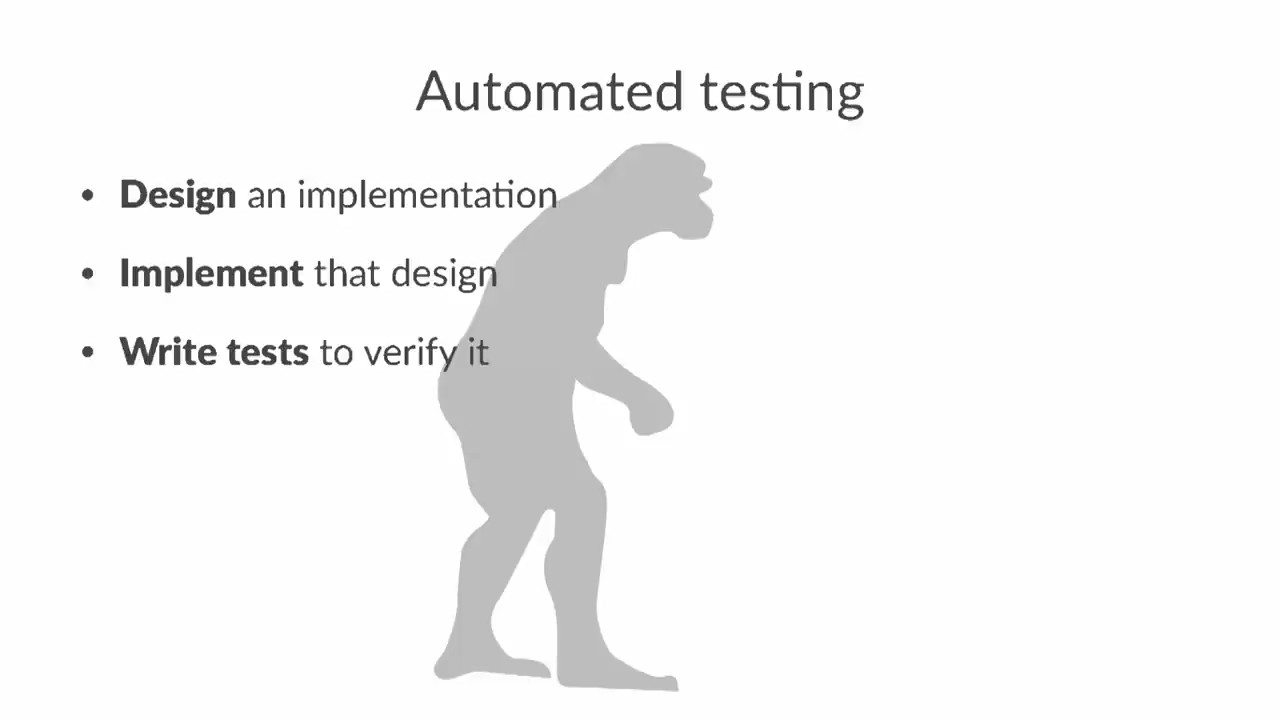 Automated testing
• Design an implementation
• Implement that design
• Write tests to verify it